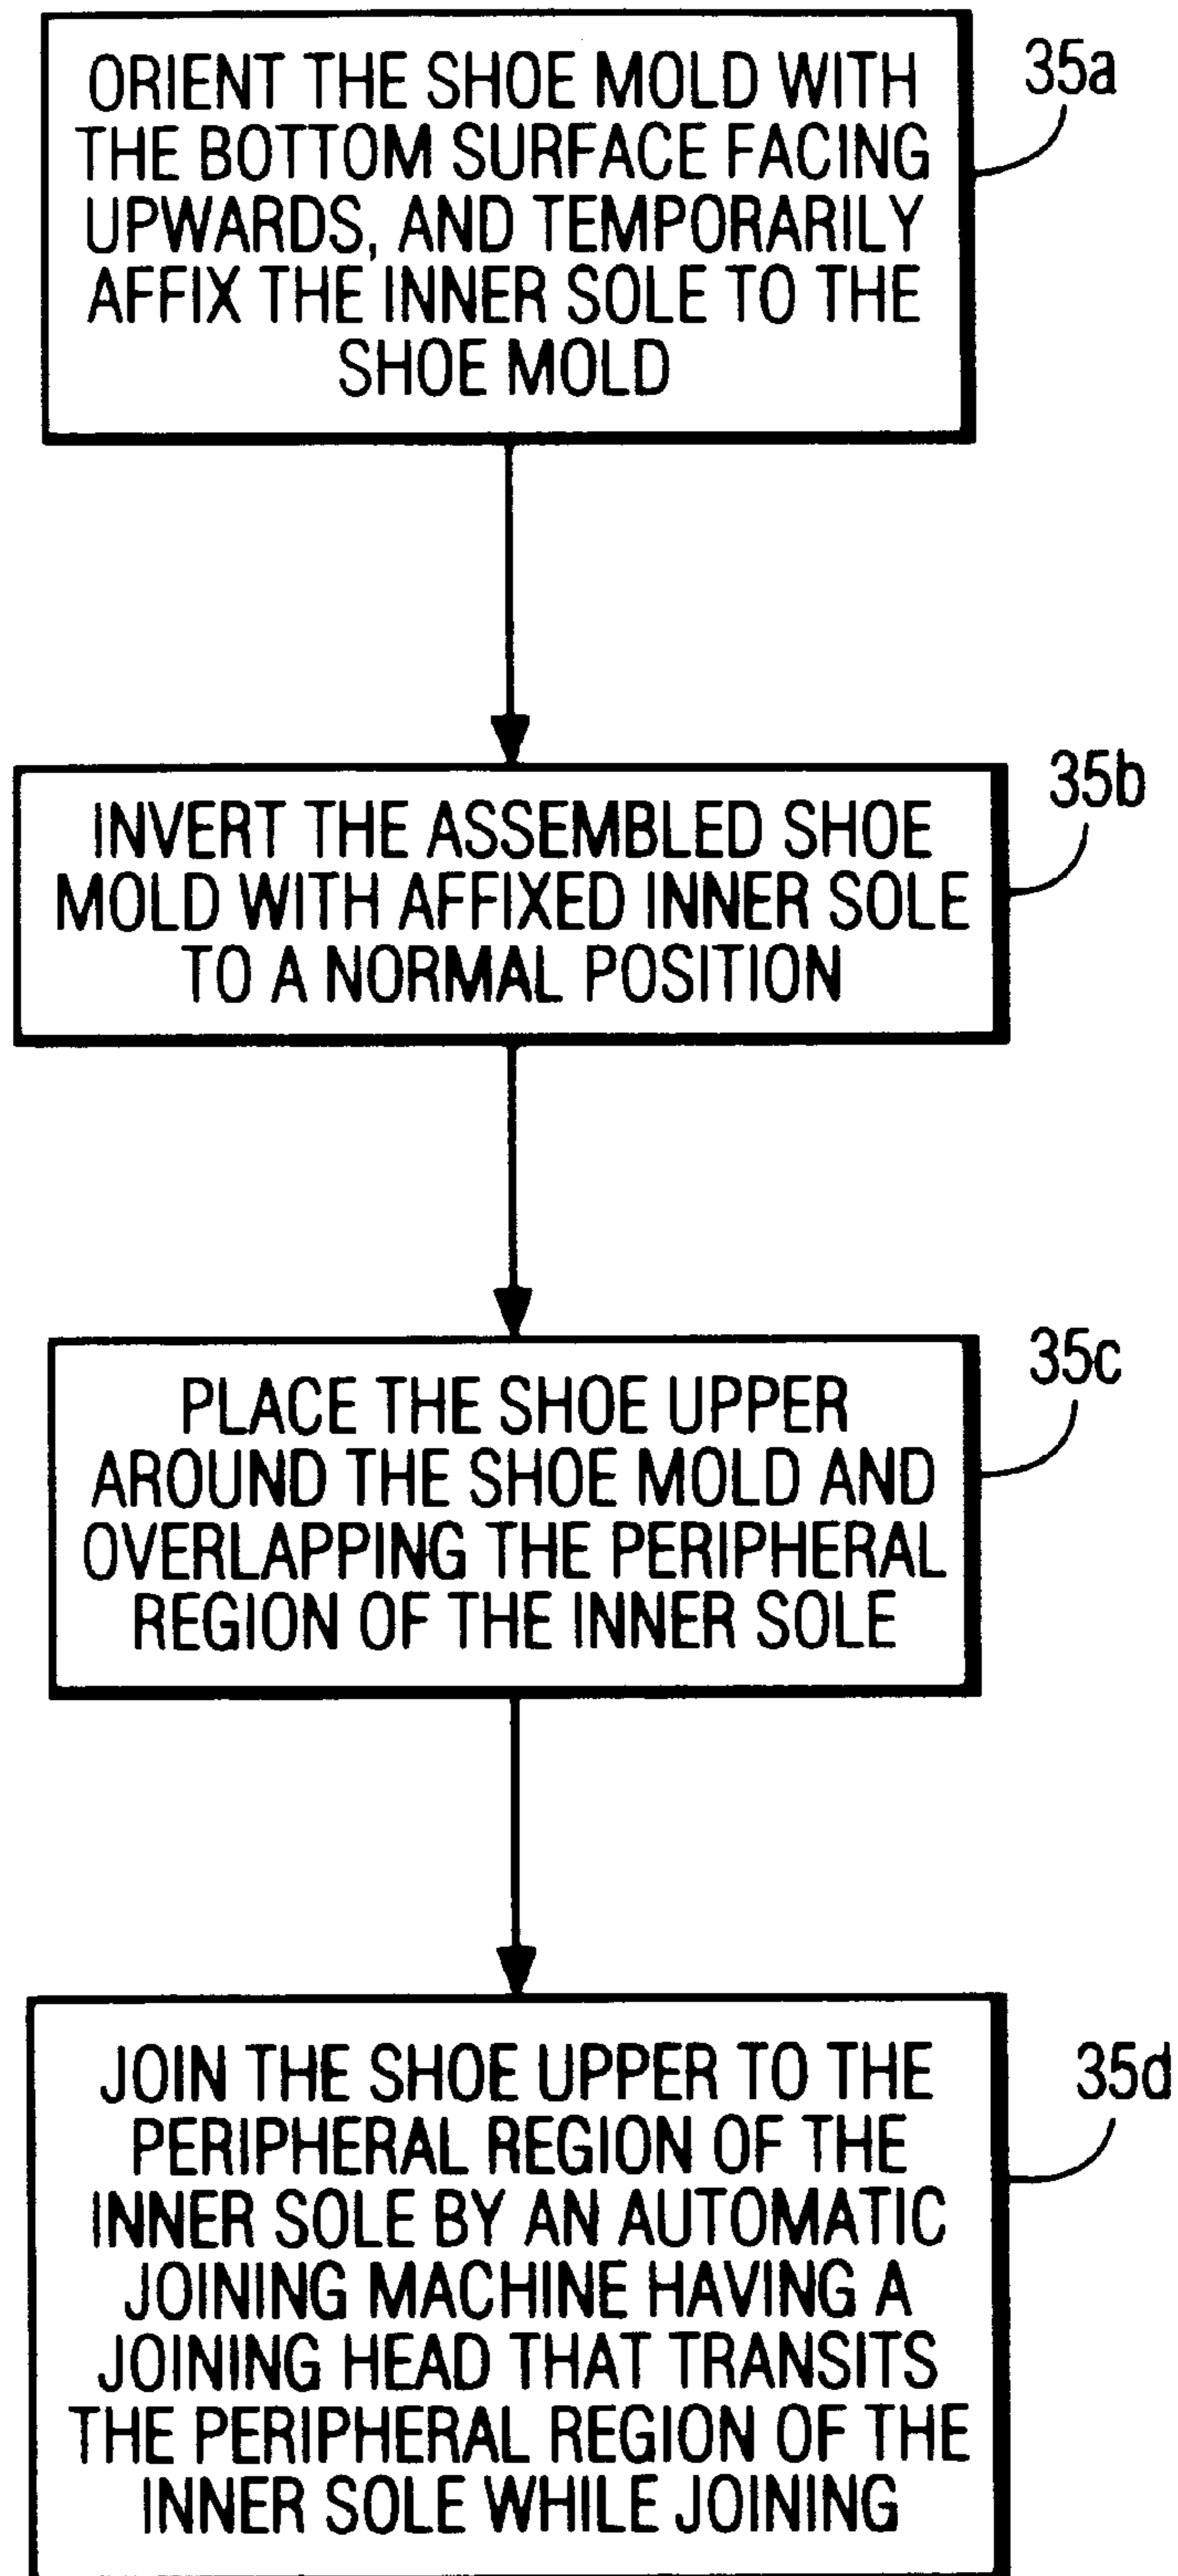 ORIENT THE SHOE MOLD WITH
THE BOTTOM SURFACE FACING
UPWARDS, AND TEMPORARILY
AFFIX THE INNER SOLE TO THE
SHOE MOLD
35a
INVERT THE ASSEMBLED SHOE
MOLD WITH AFFIXED INNER SOLE
TO A NORMAL POSITION
35b
PLACE THE SHOE UPPER
AROUND THE SHOE MOLD AND
OVERLAPPING THE PERIPHERAL
REGION OF THE INNER SOLE
35c
JOIN THE SHOE UPPER TO THE
PERIPHERAL REGION OF THE
INNER SOLE BY AN AUTOMATIC
JOINING MACHINE HAVING A
JOINING HEAD THAT TRANSITS
THE PERIPHERAL REGION OF THE
INNER SOLE WHILE JOINING
35d